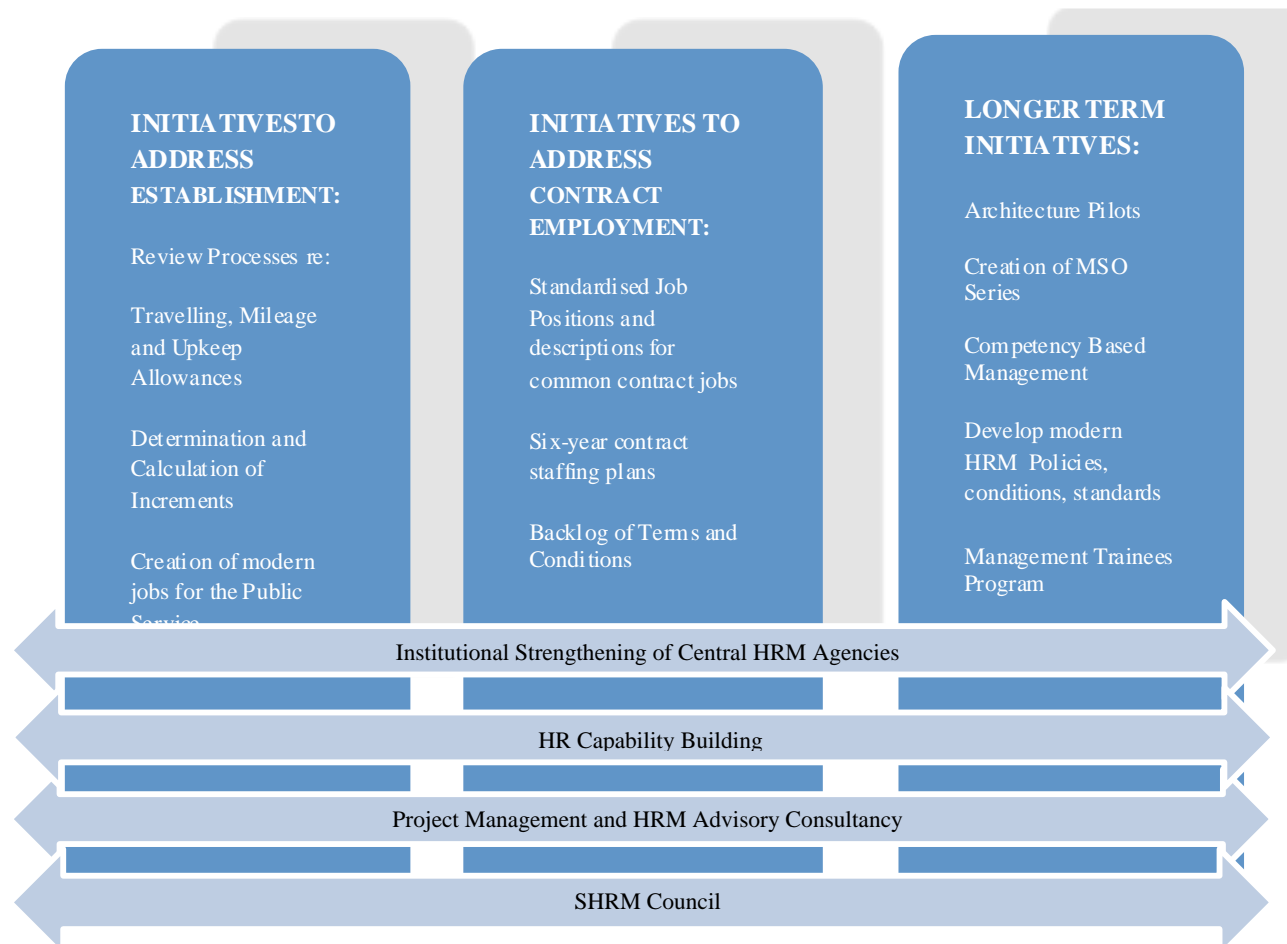 INITIATIVESTO
ADDRESS
ESTABLISHMENT:
Review Processes re:
Travelling, Mileage
and Upkeep
Allowances
Determination and
Calculation of
Increments
Creation of modern
jobs for the Public
Service
INITIATIVES TO
ADDRESS
CONTRACT
EMPLOYMENT:
Standardised Job
Positions and
descriptions for
common contract jobs
Six-year contract
staffing plans
Backlog of Terms and
Conditions
LONGER TERM
INITIATIVES:
Architecture Pilots
Creation of MSO
Series
Competency Based
Management
Develop modern
HRM Policies,
conditions, standards
Management Trainees
Program
Institutional Strengthening of Central HRM Agencies
HR Capability Building
Project Management and HRM Advisory Consultancy
SHRM Council